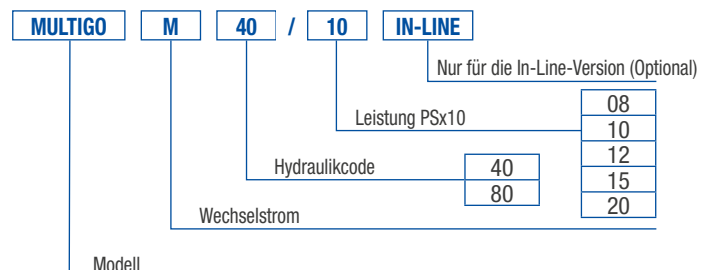 MULTIGO M 40 / 10 IN-LINE
Nur für die In-Line-Version (Optional)
Leistung PSx10
08
10
12
15
20
Hydraulikcode
40
80
Wechselstrom
Modell